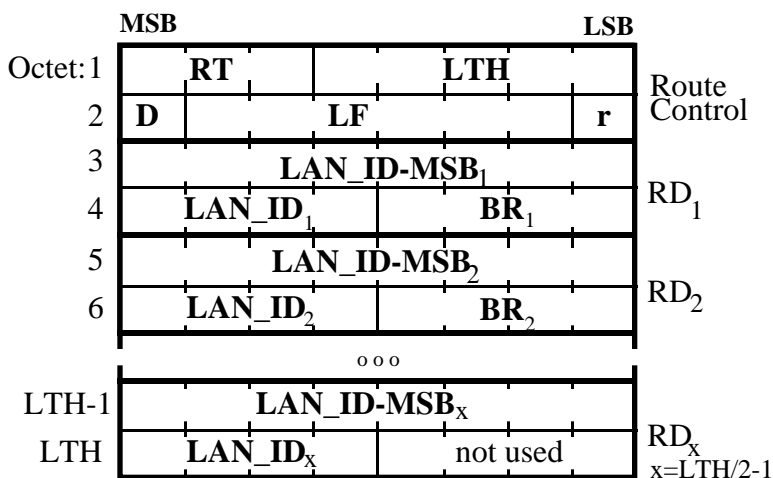 MSB LSB
Octet:1 RT LTH
Route
Control
2 D LF r
3 LAN_ID-MSB1
4 LAN_ID1 BR1
RD1
5 LAN_ID-MSB2
6 LAN_ID2 BR2
RD2
o o o
LTH-1 LAN_ID-MSBx
LTH LAN_IDx not used
RDx
x=LTH/2-1